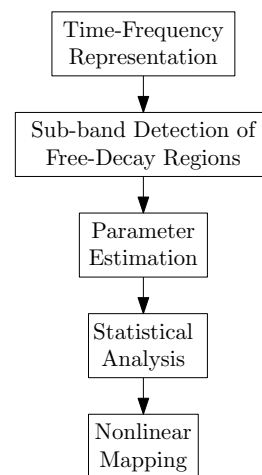 Time-Frequency
Representation
Sub-band Detection of
Free-Decay Regions
Parameter
Estimation
Statistical
Analysis
Nonlinear
Mapping